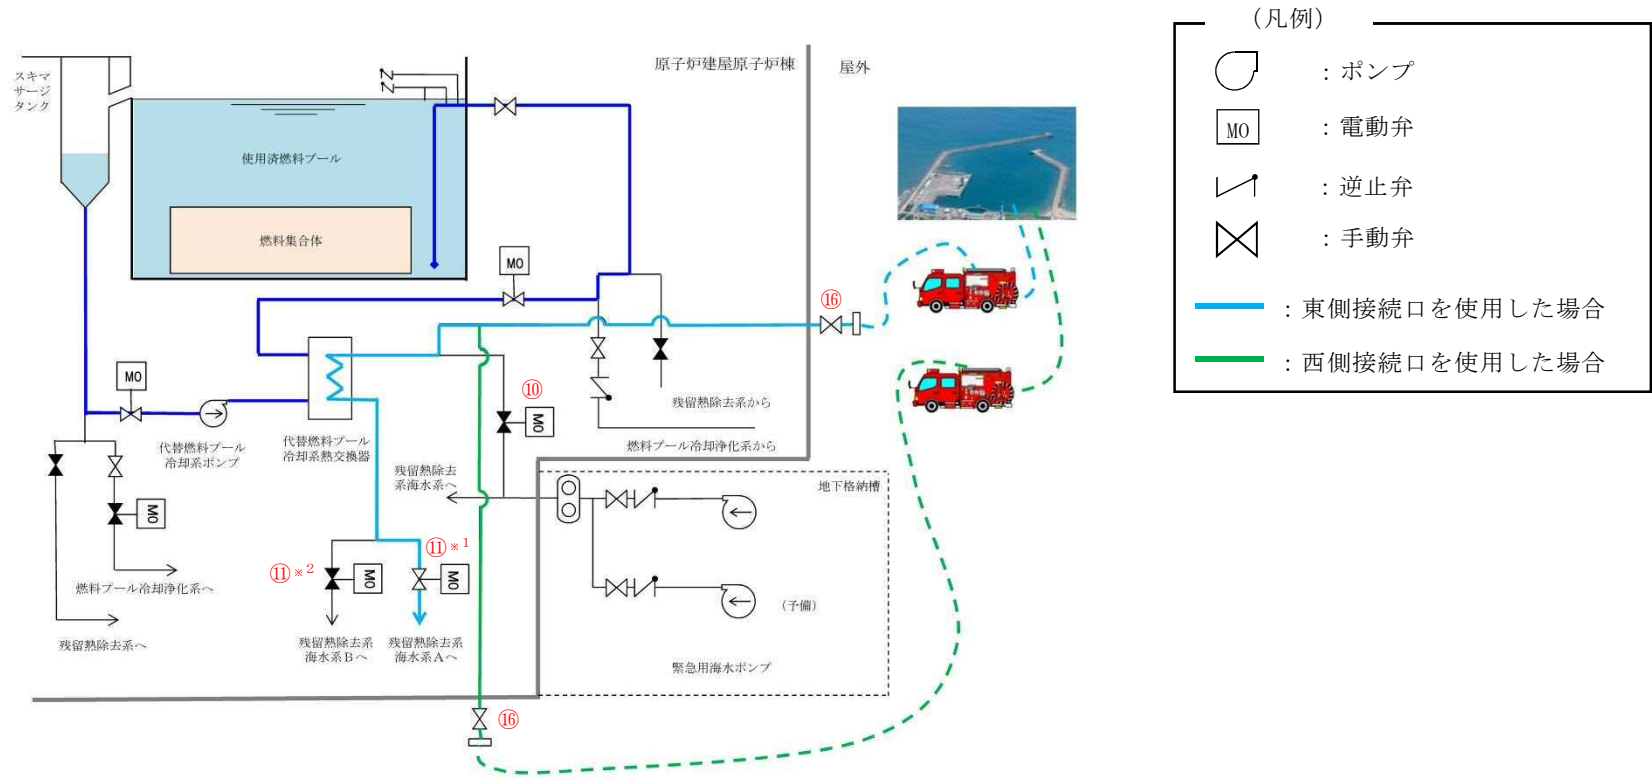 スキマ
サージ
タンク
使用済燃料プール
燃料集合体
原子炉建屋原子炉棟
屋外
MO
⑯
MO
代替燃料プール
冷却系ポンプ
代替燃料プール
冷却系熱交換器
⑩
MO
残留熱除去系から
燃料プール冷却浄化系から
残留熱除去
系海水系へ
地下格納槽
MO
燃料プール冷却浄化系へ
残留熱除去系へ
⑪※2
MO
残留熱除去系
海水系Bへ
⑪※1
MO
残留熱除去系
海水系Aへ
(予備)
緊急用海水ポンプ
⑯
(凡例)
:ポンプ
MO :電動弁
:逆止弁
:手動弁
:東側接続口を使用した場合
:西側接続口を使用した場合